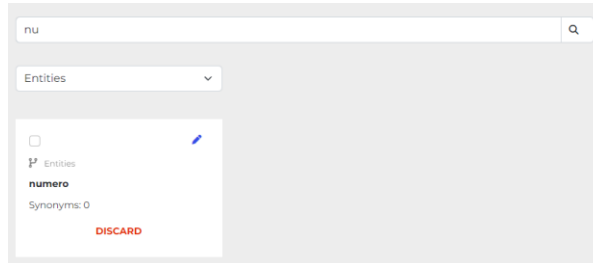 nu
Entities
Entities
numero
Synonyms: 0
DISCARD